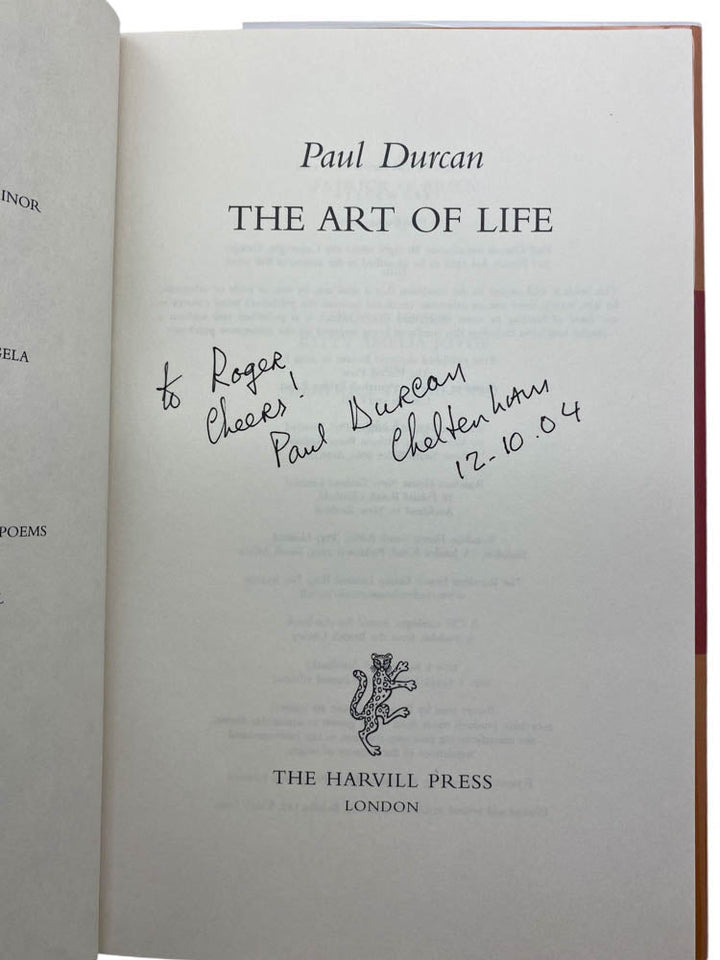 INOR
GELA
POEMS
Paul Durcan
THE ART OF LIFE
to Roger
Cheers!
Paul Durcan
Cheltenham
12-10.04
THE HARVILL PRESS
LONDON